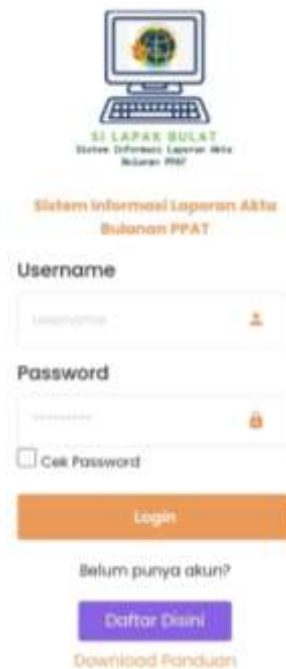 SI LAPAK BULAT
Sistem Informasi Laporan Akta
Bulanan PPAT
Sistem Informasi Laporan Akta
Bulanan PPAT
Username
username
Password
********
Cek Password
Login
Belum punya akun?
Daftar Disini
Download Panduan